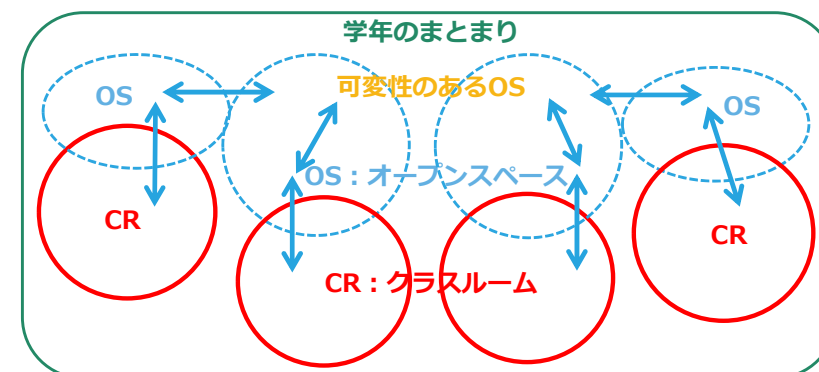 学年のまとまり
可変性のあるOS
OS
OS
OS：オープンスペース
CR
CR
CR：クラスルーム